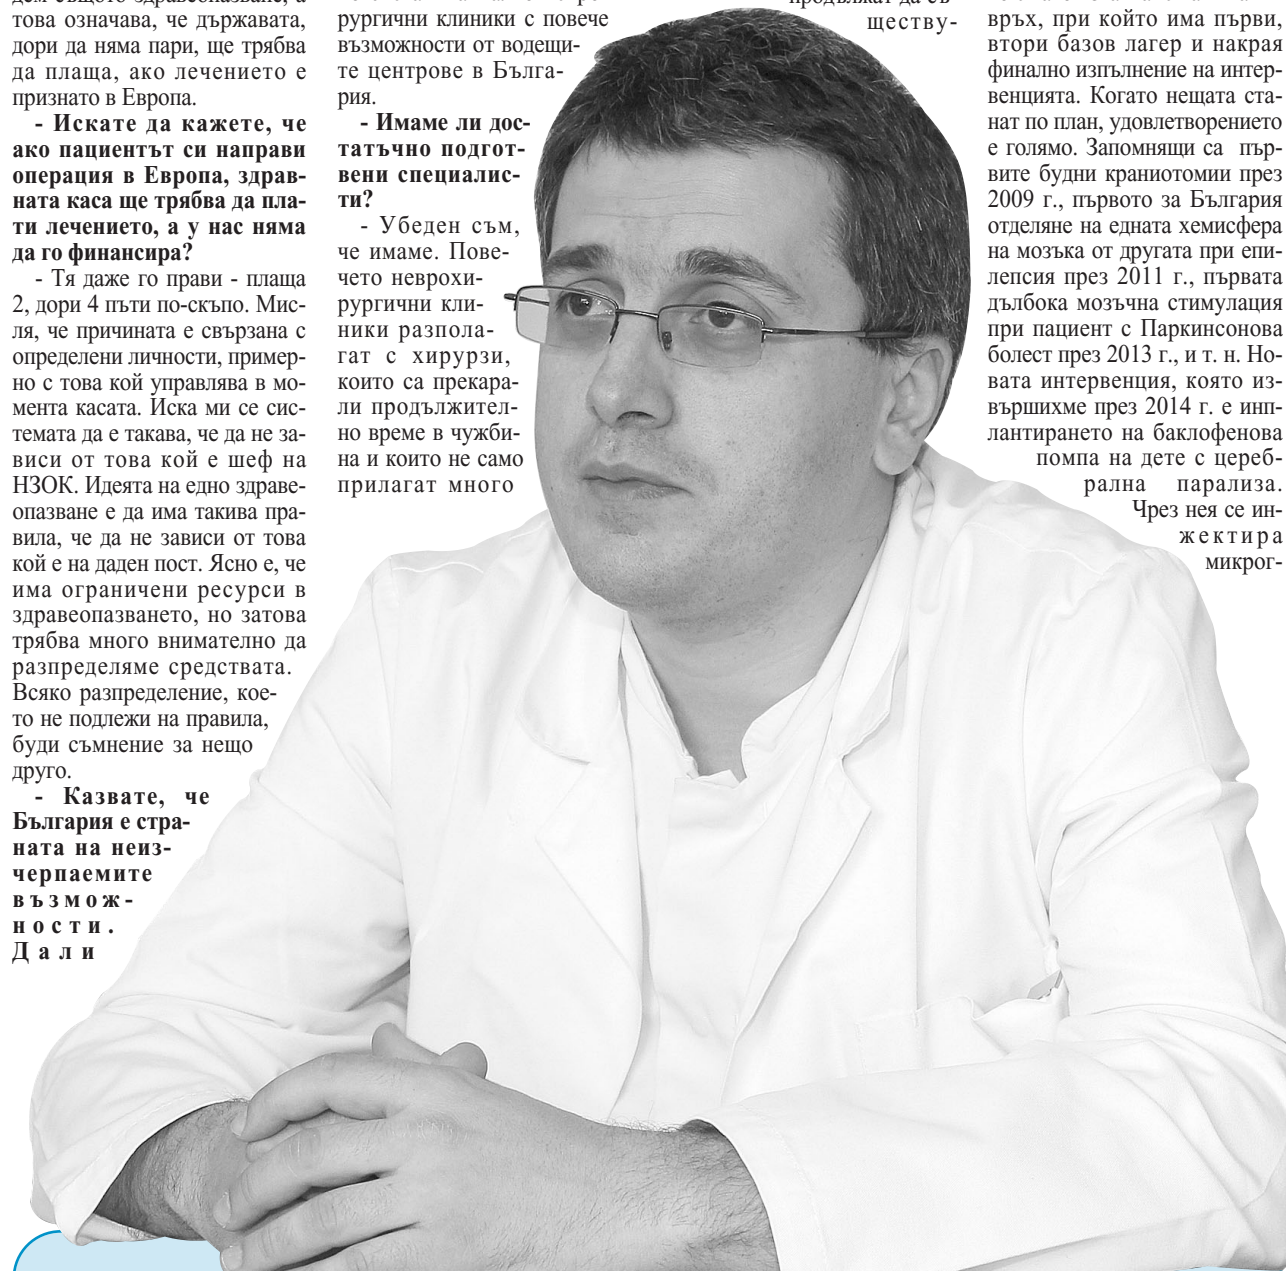 това означава, че държавата,
дори да няма пари, ще трябва
да плаща, ако лечението е
признато в Европа.
- Искате да кажете, че
ако пациентът си направи
операция в Европа, здрав-
ната каса ще трябва да пла-
ти лечението, а у нас няма
да го финансира?
- Тя даже го прави - плаща
2, дори 4 пъти по-скъпо. Мис-
ля, че причината е свързана с
определени личности, пример-
но с това кой управлява в мо-
мента касата. Иска ми се сис-
темата да е такава, че да не за-
виси от това кой е шеф на
НЗОК. Идеята на едно здраве-
опазване е да има такива пра-
вила, че да не зависи от това
кой е на даден пост. Ясно е, че
има ограничени ресурси в
здравеопазването, но затова
трябва много внимателно да
разпределяме средствата.
Всяко разпределение, кое-
то не подлежи на правила,
буди съмнение за нещо
друго.
- Казвате, че
България е стра-
ната на неиз-
черпаемите
възмож-
ности.
Дали
рургични клиники с повече
възможности от водещи-
те центрове в Бълга-
рия.
- Имаме ли дос-
татъчно подгот-
вени специалис-
ти?
- Убеден съм,
че имаме. Пове-
чето неврохи-
рургични кли-
ники разпола-
гат с хирурзи,
които са прекара-
ли продължител-
но време в чужби-
на и които не само
прилагат много
продължат да съ-
ществу-
връх, при който има първи,
втори базов лагер и накрая
финално изпълнение на интер-
венцията. Когато нещата ста-
нат по план, удовлетворението
е голямо. Запомнящи са пър-
вите будни краниотомии през
2009 г., първото за България
отделяне на едната хемисфера
на мозъка от другата при епи-
лепсия през 2011 г., първата
дълбока мозъчна стимулация
при пациент с Паркинсонова
болест през 2013 г., и т. н. Но-
вата интервенция, която из-
вършихме през 2014 г. е инп-
лантирането на баклофенова
помпа на дете с цереб-
рална парализа.
Чрез нея се ин-
жектира
микрог-